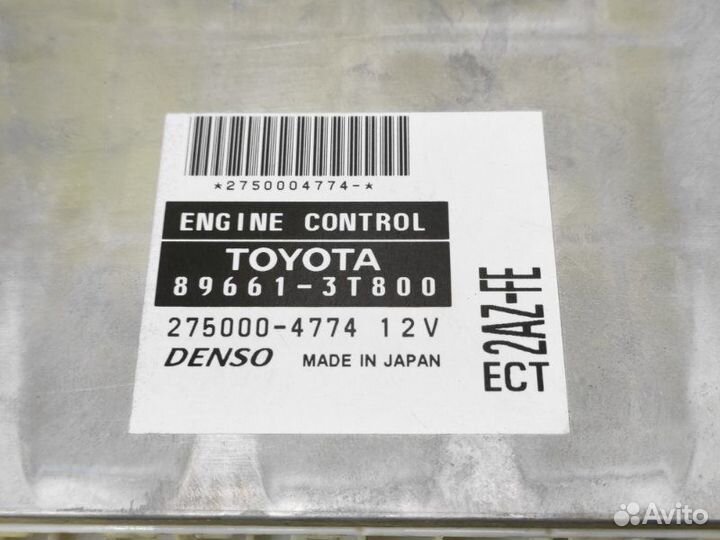 *2750004774-*
ENGINE CONTROL
TOYOTA
89661-3T800
275000-4774 12V
DENSO MADE IN JAPAN
2AZ-FE
ECT
Avito